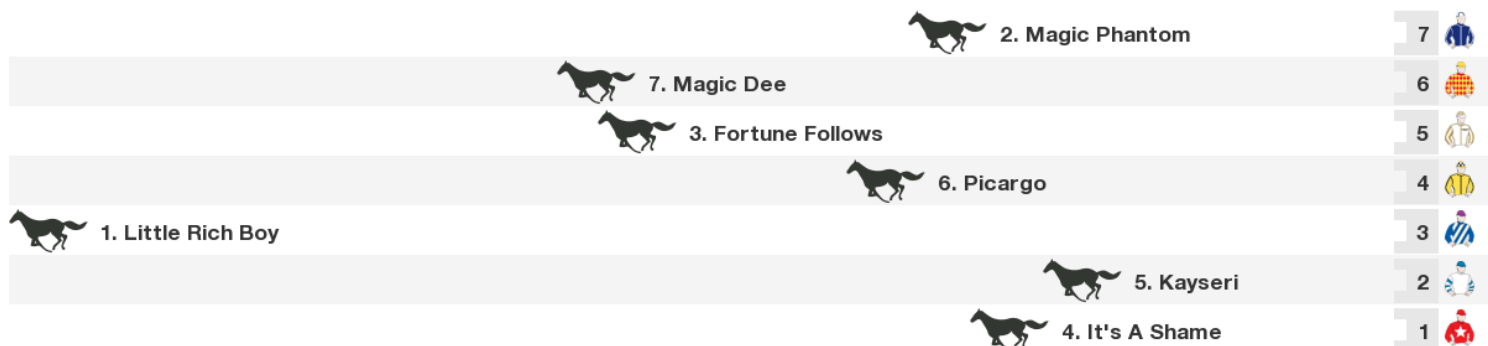 2. Magic Phantom 7
7. Magic Dee 6
3. Fortune Follows 5
6. Picargo 4
1. Little Rich Boy 3
5. Kayseri 2
4. It's A Shame 1